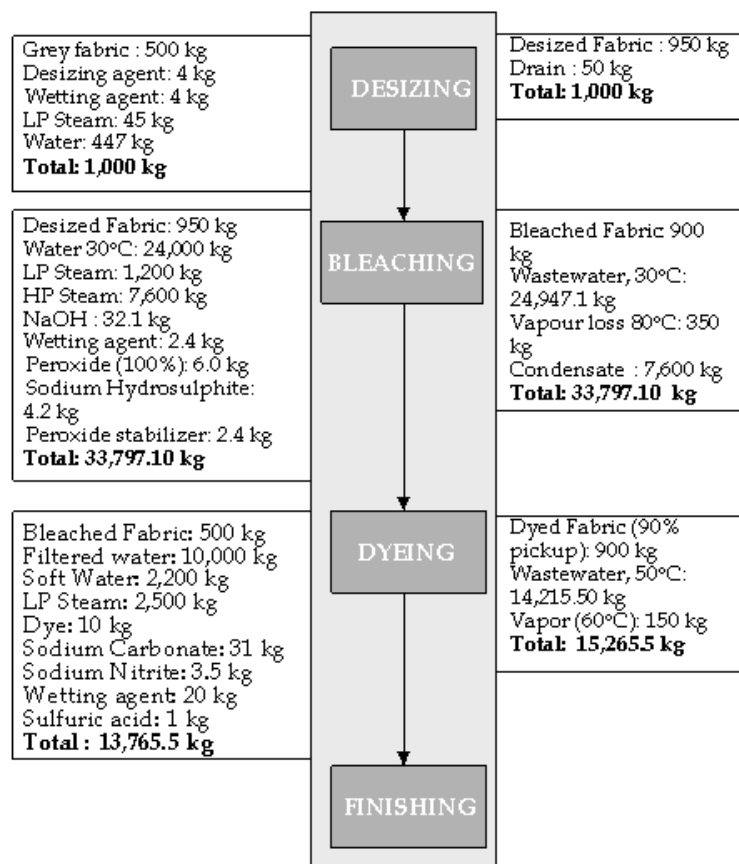 Grey fabric : 500 kg
Desizing agent: 4 kg
Wetting agent: 4 kg
LP Steam: 45 kg
Water: 447 kg
Total: 1,000 kg
DESIZING
Desized Fabric : 950 kg
Drain : 50 kg
Total: 1,000 kg
Desized Fabric: 950 kg
Water 30°C: 24,000 kg
LP Steam: 1,200 kg
HP Steam: 7,600 kg
NaOH : 32.1 kg
Wetting agent: 2.4 kg
Peroxide (100%): 6.0 kg
Sodium Hydrosulphite:
4.2 kg
Peroxide stabilizer: 2.4 kg
Total: 33,797.10 kg
BLEACHING
Bleached Fabric: 900
kg
Wastewater, 30°C:
24,947.1 kg
Vapour loss 80°C: 350
kg
Condensate : 7,600 kg
Total: 33,797.10 kg
Bleached Fabric: 500 kg
Filtered water: 10,000 kg
Soft Water: 2,200 kg
LP Steam: 2,500 kg
Dye: 10 kg
Sodium Carbonate: 31 kg
Sodium Nitrite: 3.5 kg
Wetting agent: 20 kg
Sulfuric acid: 1 kg
Total : 13,765.5 kg
DYEING
Dyed Fabric (90%
pickup): 900 kg
Wastewater, 50°C:
14,215.50 kg
Vapor (60°C): 150 kg
Total: 15,265.5 kg
FINISHING